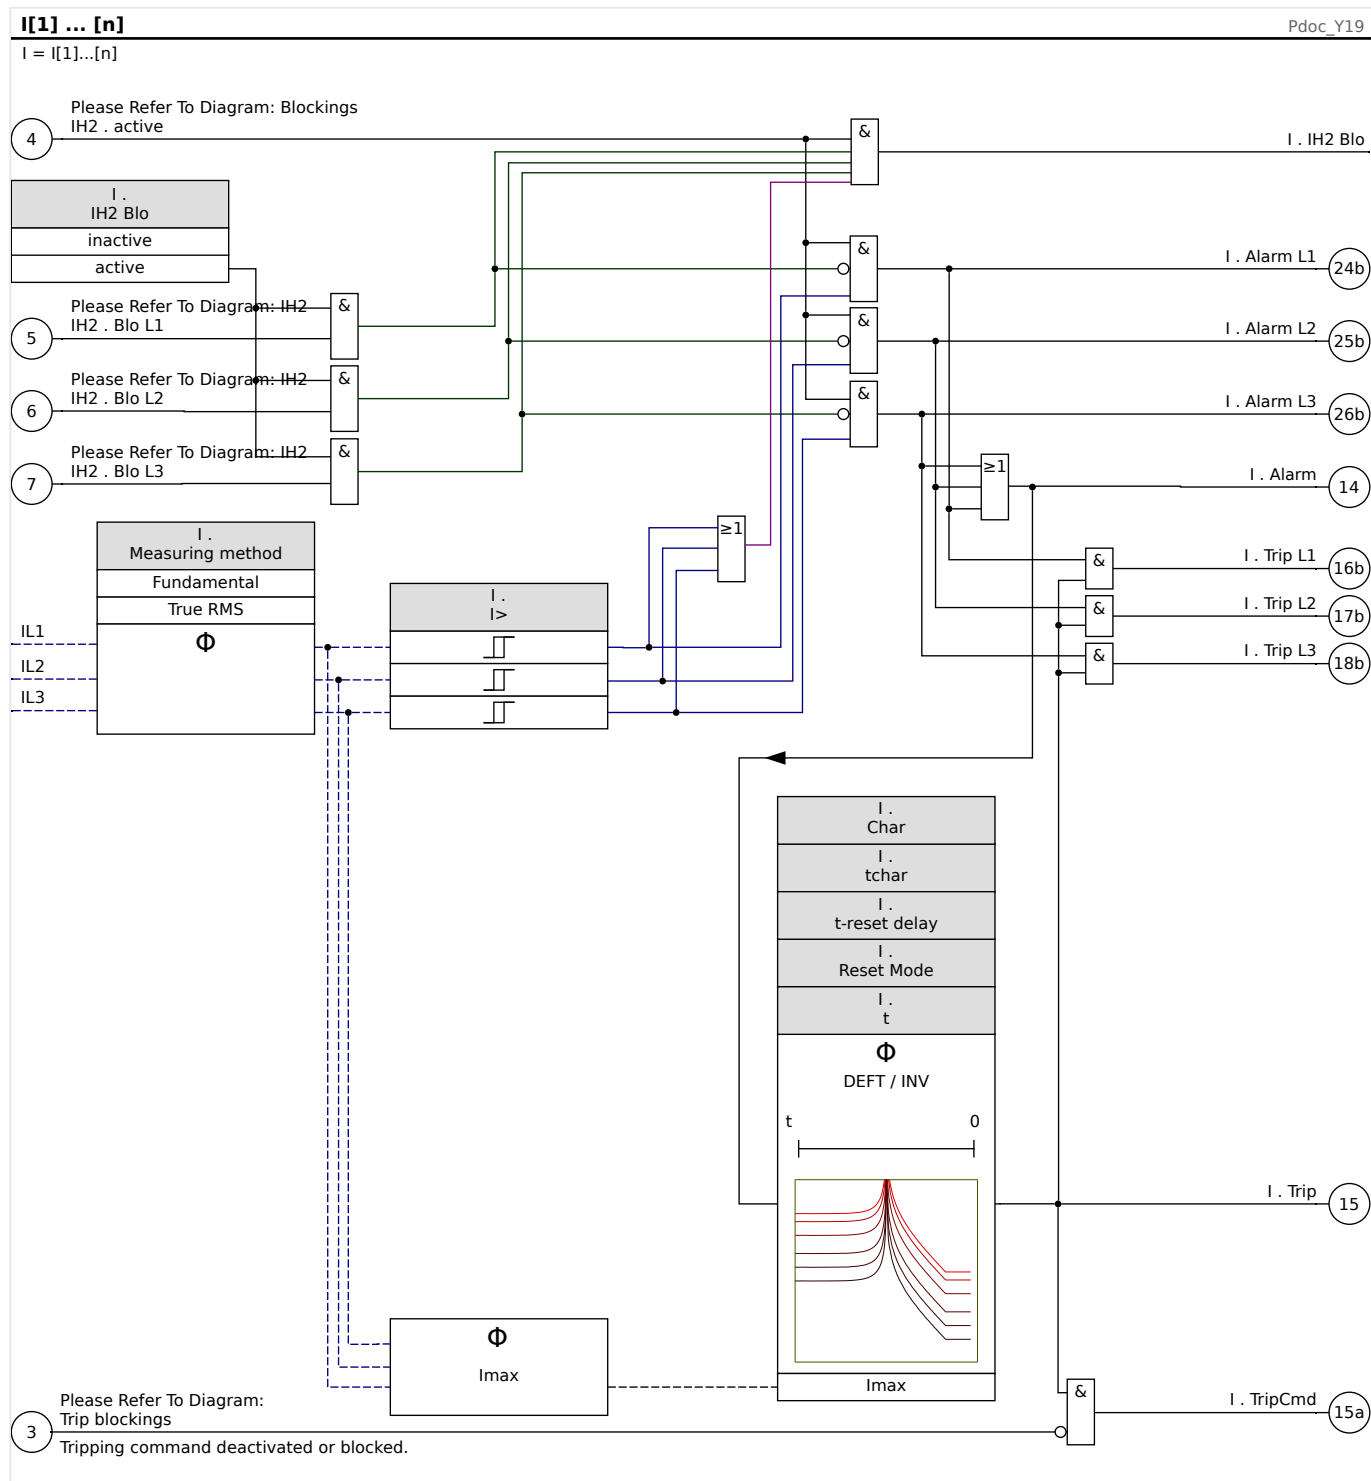 I[1] ... [n]
Pdoc_Y19
I = I[1]...[n]
Please Refer To Diagram: Blockings
IH2 . active
4
&
I . IH2 Blo
I .
IH2 Blo
inactive
active
&
I . Alarm L1
24b
Please Refer To Diagram: IH2
IH2 . Blo L1
5
&
&
I . Alarm L2
25b
Please Refer To Diagram: IH2
IH2 . Blo L2
6
&
&
I . Alarm L3
26b
Please Refer To Diagram: IH2
IH2 . Blo L3
7
&
≥1
I . Alarm
14
I .
Measuring method
Fundamental
True RMS
Φ
≥1
&
I . Trip L1
16b
I .
I>
&
I . Trip L2
17b
IL1
IL2
IL3
&
I . Trip L3
18b
I .
Char
I .
tchar
I .
t-reset delay
I .
Reset Mode
I .
t
Φ
DEFT / INV
t
0
I . Trip
15
Φ
Imax
Imax
Please Refer To Diagram:
Trip blockings
3
Tripping command deactivated or blocked.
&
I . TripCmd
15a